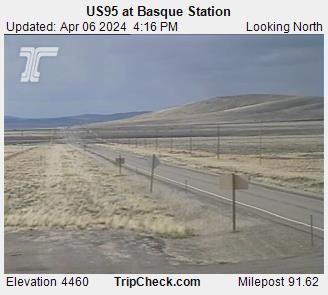 US95 at Basque Station
Updated: Apr 06 2024 4:16 PM Looking North
Elevation 4460 TripCheck.com Milepost 91.62